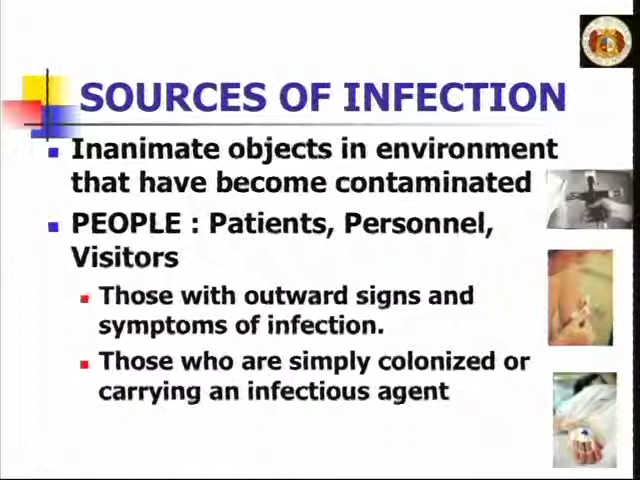 SOURCES OF INFECTION
Inanimate objects in environment
that have become contaminated
PEOPLE : Patients, Personnel,
Visitors
Those with outward signs and
symptoms of infection.
Those who are simply colonized or
carrying an infectious agent